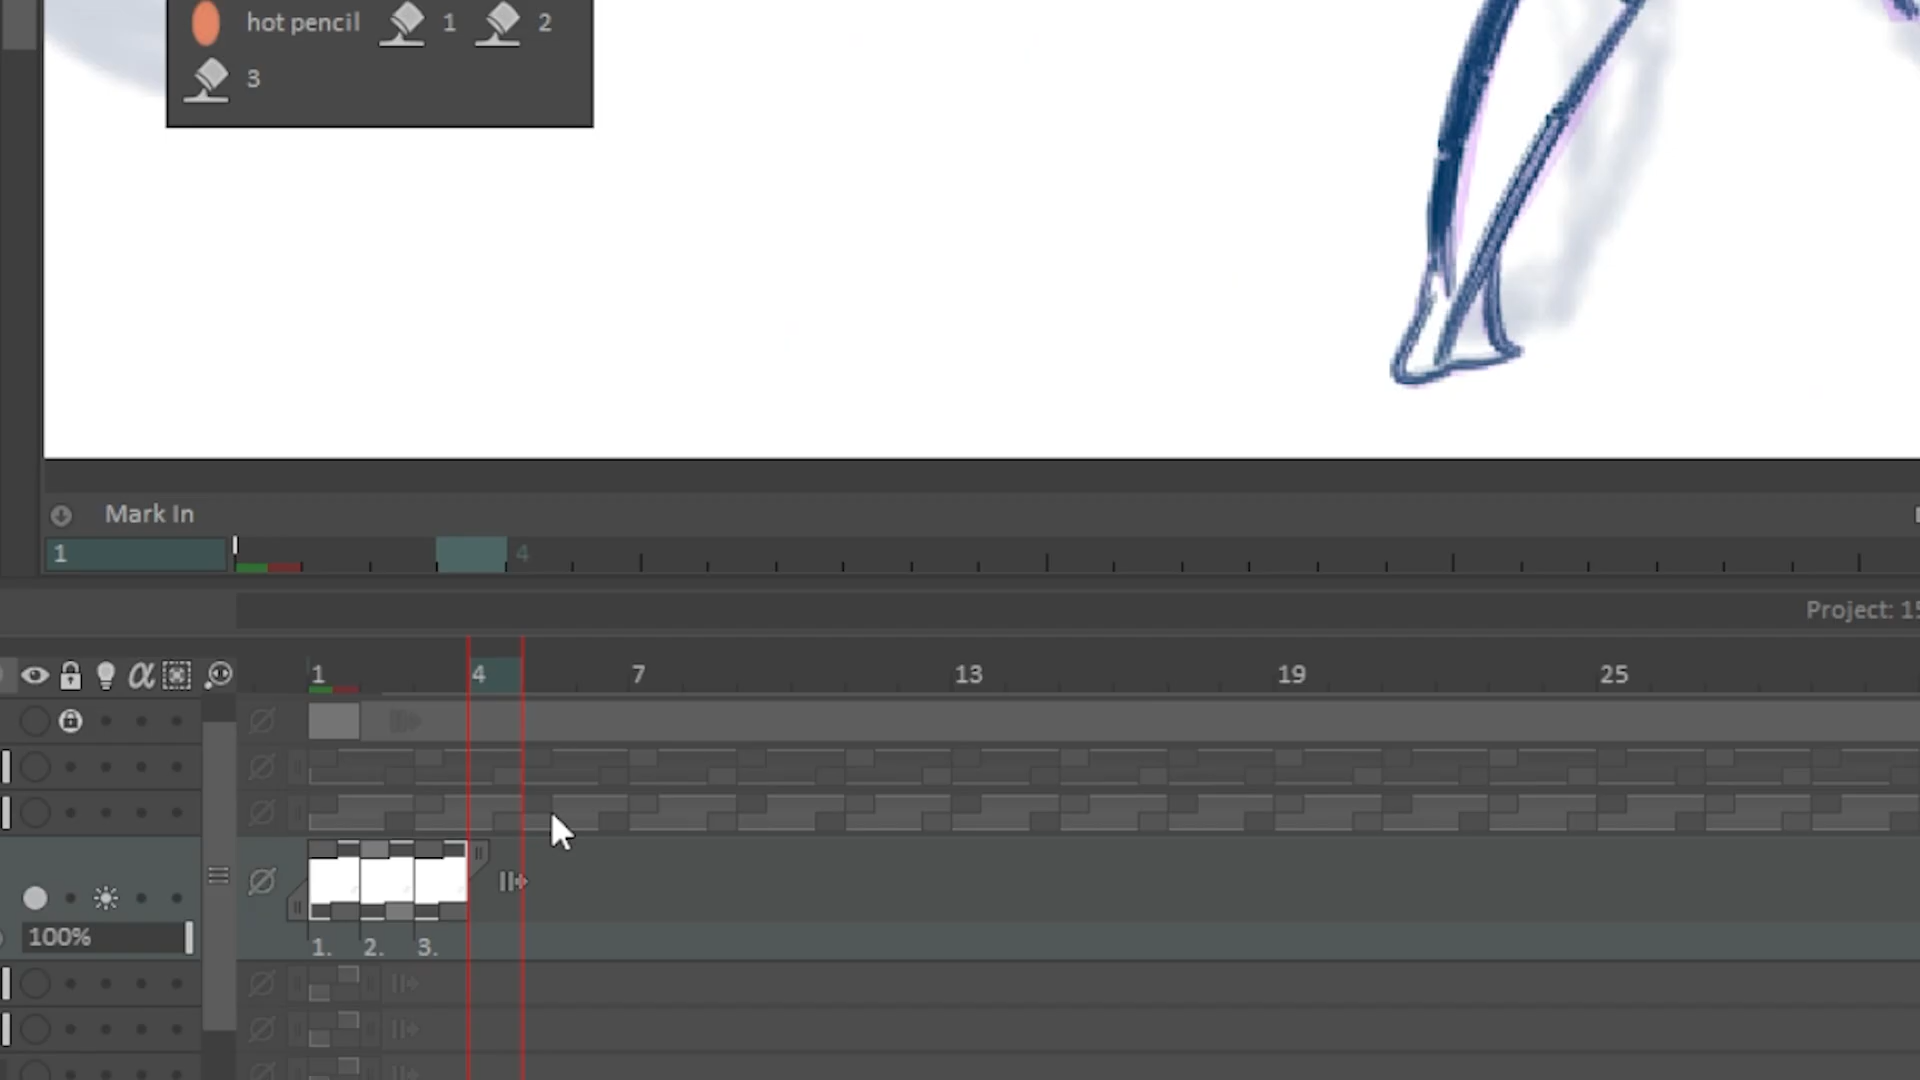 hot pencil 1 2
3
Mark In
1 4
Project: 15
1 4 7 13 19 25
100%
1. 2. 3.